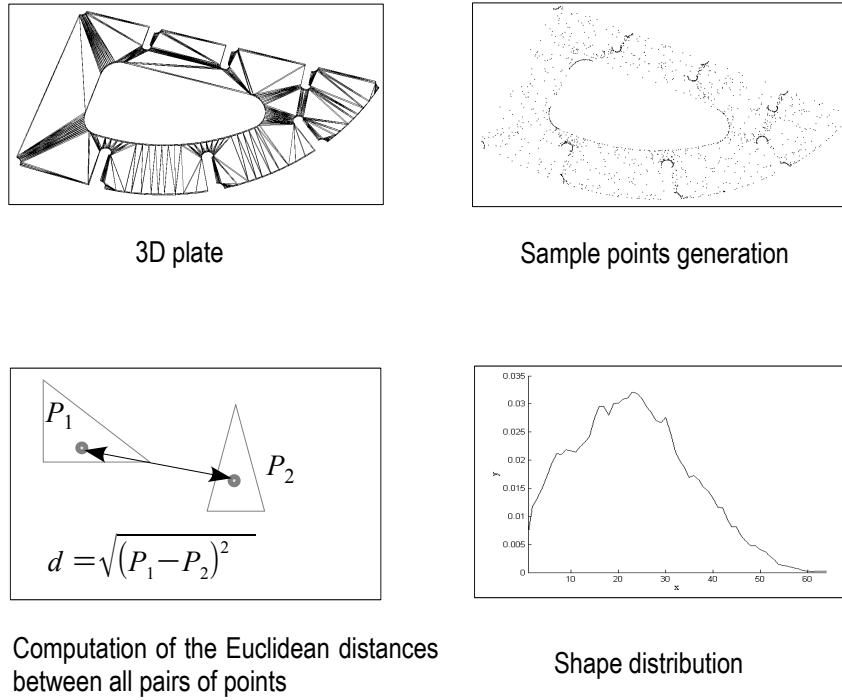 3D plate
Sample points generation
P₁
P₂
d = √(P₁−P₂)²
Computation of the Euclidean distances
between all pairs of points
0.035
0.03
0.025
0.02
0.015
0.01
0.005
0
y
10 20 30 40 50 60
x
Shape distribution